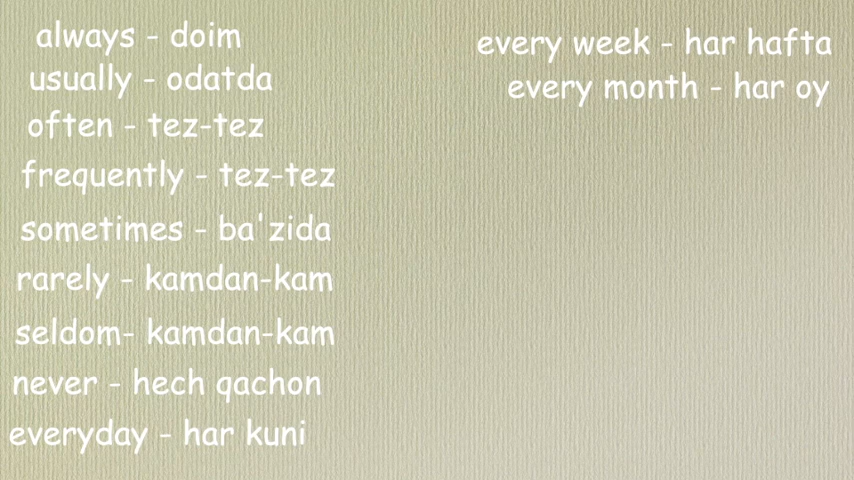 always - doim
usually - odatda
often - tez-tez
frequently - tez-tez
sometimes - ba'zida
rarely - kamdan-kam
seldom- kamdan-kam
never - hech qachon
everyday - har kuni
every week - har hafta
every month - har oy